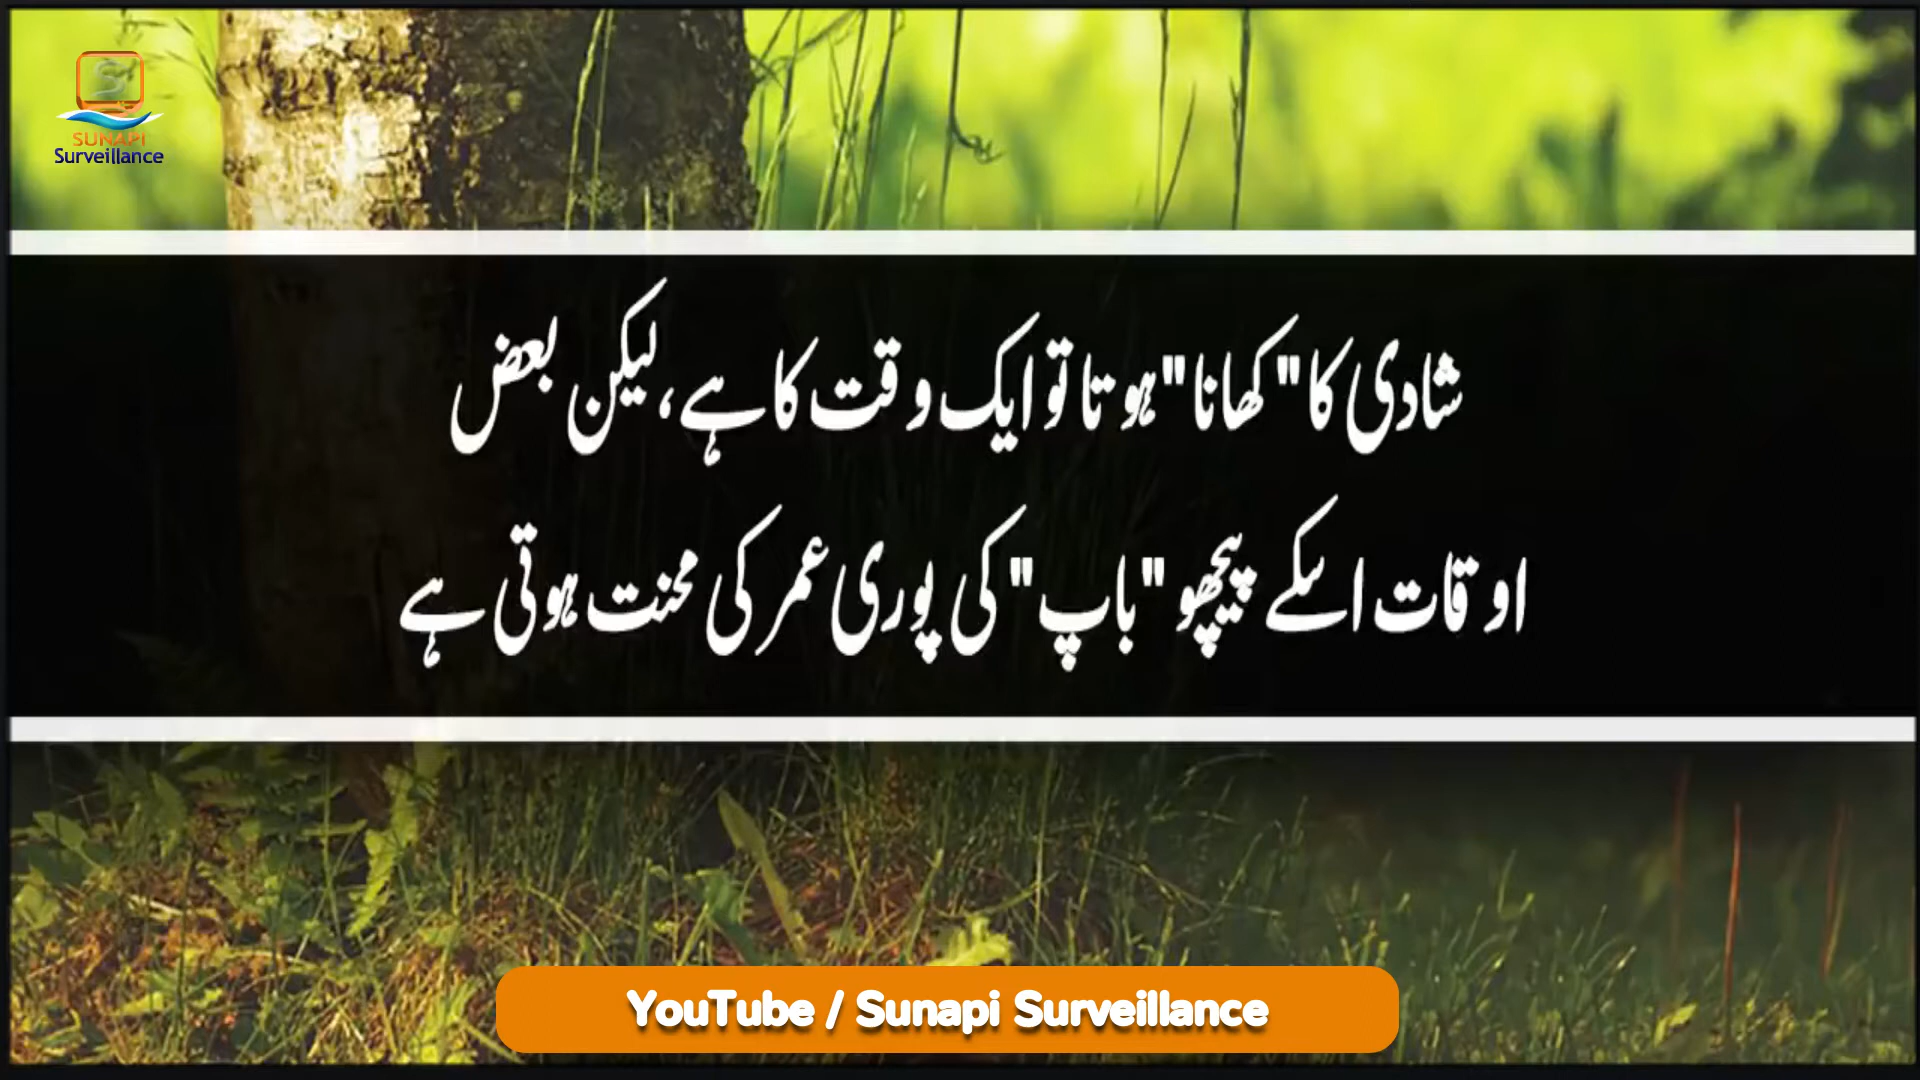 SUNAPI
Surveillance
شادی کا "کھانا" ہوتا تو ایک وقت کا ہے، لیکن بعض
اوقات اسکے پیچھو "باپ" کی پوری عمر کی محنت ہوتی ہے
YouTube / Sunapi Surveillance